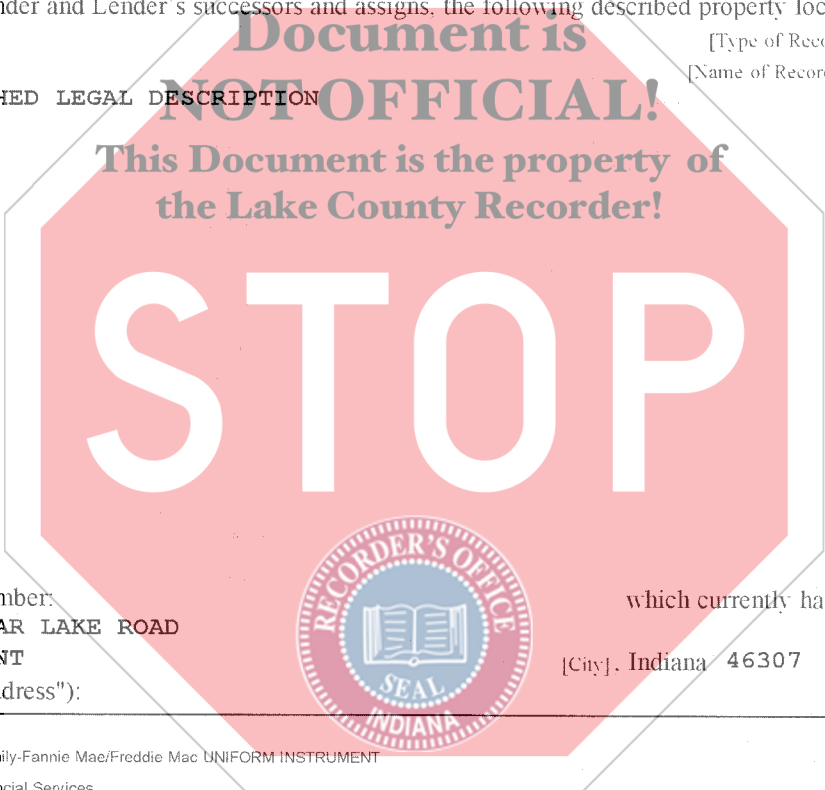 nder and Lender's successors and assigns, the following described property loc
Document is
[Type of Reco
[Name of Recor
NOT OFFICIAL!
HED LEGAL DESCRIPTION
This Document is the property of
the Lake County Recorder!
STOP
RECORDER'S OFFICE
SEAL
INDIANA
mber:
which currently ha
AR LAKE ROAD
NT
[City], Indiana 46307
dress"):
ily-Fannie Mae/Freddie Mac UNIFORM INSTRUMENT
ncial Services